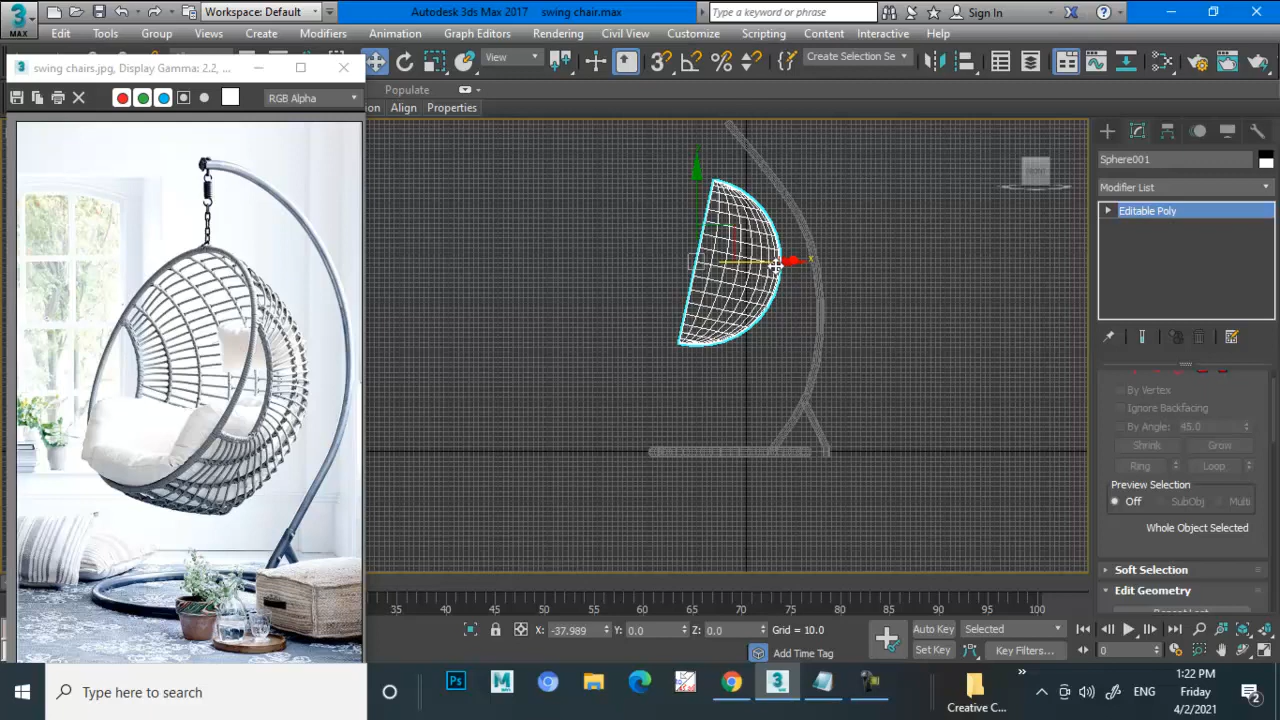 Workspace: Default
Autodesk 3ds Max 2017
swing chair.max
Type a keyword or phrase
Sign In
MAX
Edit
Tools
Group
Views
Create
Modifiers
Animation
Graph Editors
Rendering
Civil View
Customize
Scripting
Content
Interactive
Help
View
Create Selection Se
swing chairs.jpg, Display Gamma: 2.2, ...
RGB Alpha
Populate
Align
Properties
Sphere001
Modifier List
Editable Poly
x
By Vertex
Ignore Backfacing
By Angle: 45.0
Shrink
Grow
Ring
Loop
Preview Selection
Off
SubObj
Multi
Whole Object Selected
Soft Selection
Edit Geometry
35
40
45
50
55
60
65
70
75
80
85
90
95
100
X: -37.989
Y: 0.0
Z: 0.0
Grid = 10.0
Add Time Tag
Auto Key
Selected
Set Key
Key Filters...
0
Type here to search
Ps
M
3
MAX
Creative C...
»
ENG
1:22 PM
Friday
4/2/2021
2